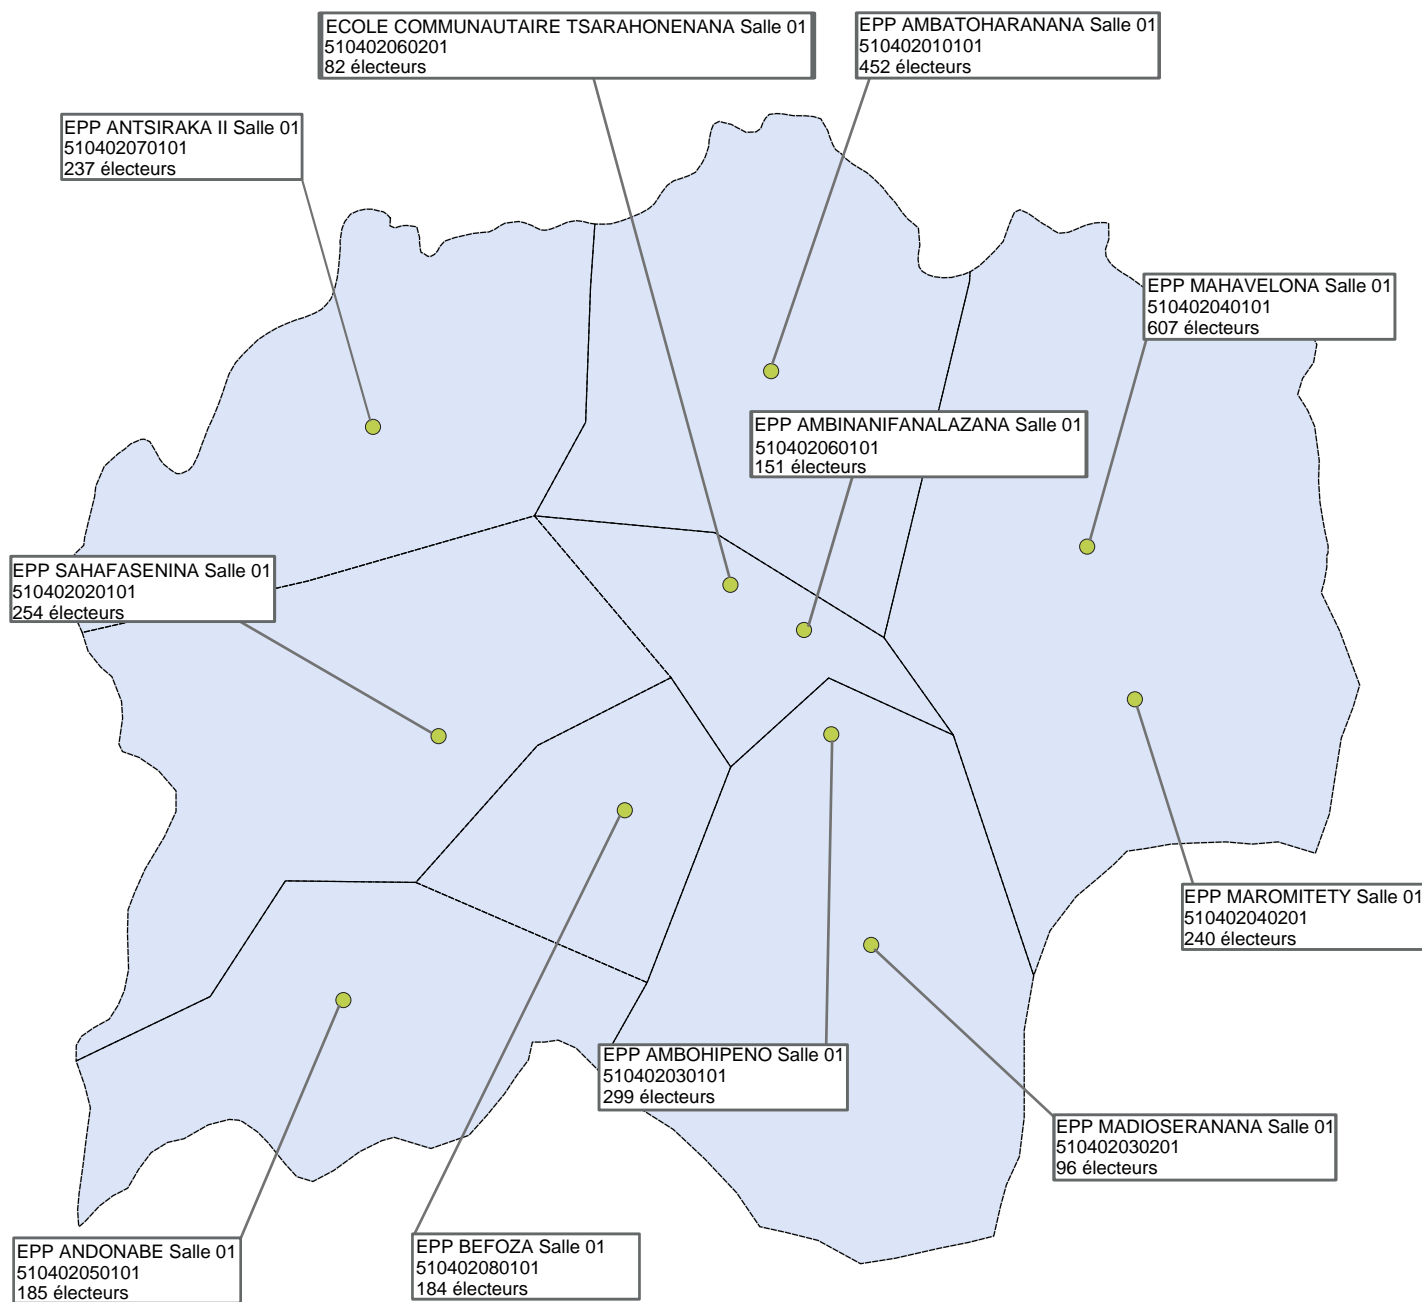 ECOLE COMMUNAUTAIRE TSARAHONENANA Salle 01
510402060201
82 électeurs
EPP AMBATOHARANANA Salle 01
510402010101
452 électeurs
EPP ANTSIRAKA II Salle 01
510402070101
237 électeurs
EPP MAHAVELONA Salle 01
510402040101
607 électeurs
EPP AMBINANIFANALAZANA Salle 01
510402060101
151 électeurs
EPP SAHAFASENINA Salle 01
510402020101
254 électeurs
EPP MAROMITETY Salle 01
510402040201
240 électeurs
EPP AMBOHIPENO Salle 01
510402030101
299 électeurs
EPP MADIOSERANANA Salle 01
510402030201
96 électeurs
EPP ANDONABE Salle 01
510402050101
185 électeurs
EPP BEFOZA Salle 01
510402080101
184 électeurs